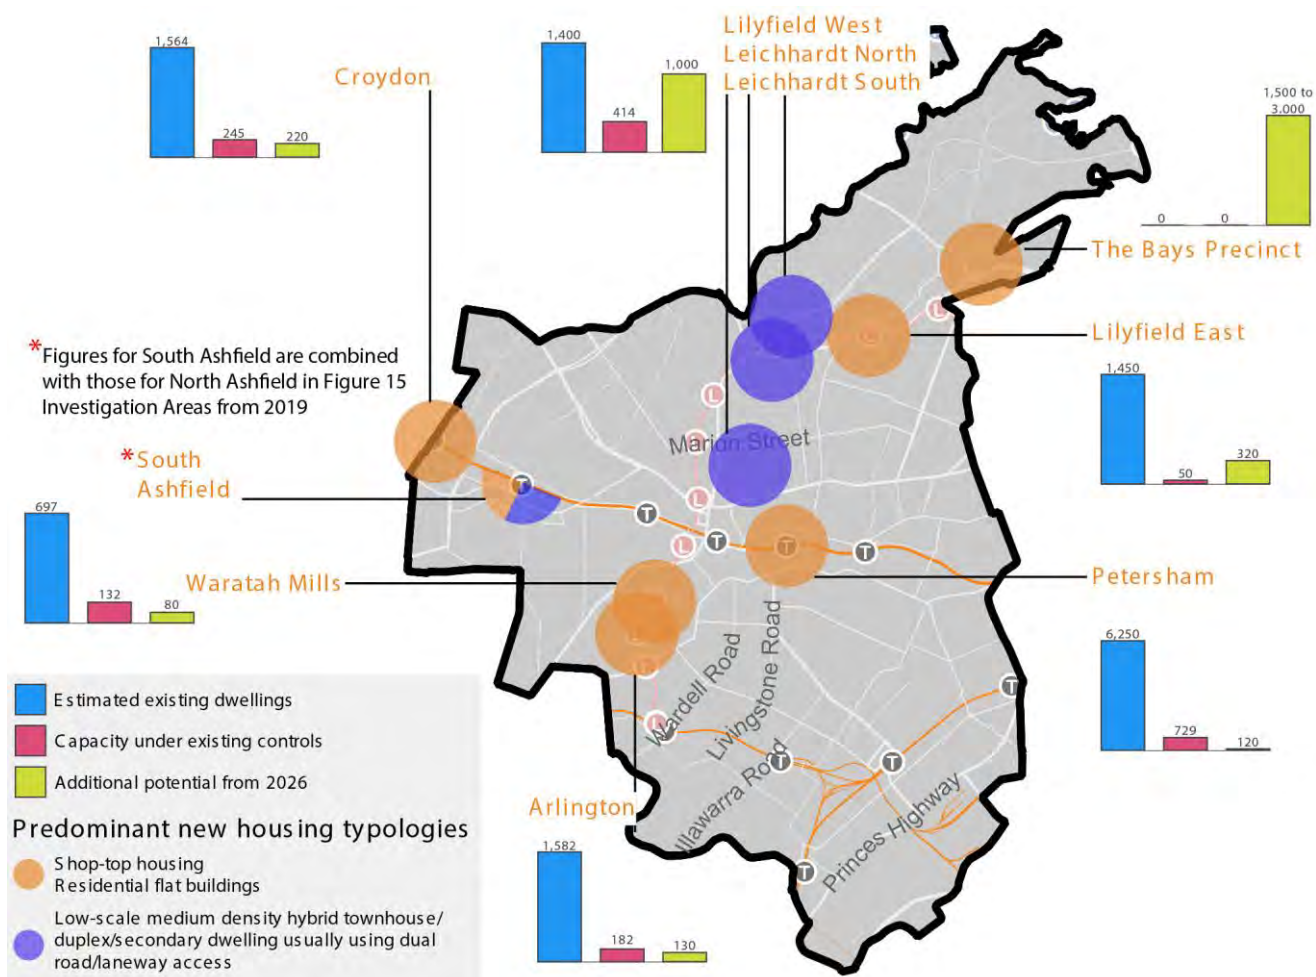 1,564
245
220
Croydon
1,400
414
1,000
Lilyfield West
Leichhardt North
Leichhardt South
1,500 to
3.000
0
0
The Bays Precinct
Lilyfield East
1,450
50
320
*Figures for South Ashfield are combined
with those for North Ashfield in Figure 15
Investigation Areas from 2019
*South
Ashfield
697
132
80
Waratah Mills
L
L
L
L
L
L
L
L
T
T
T
T
T
T
T
T
T
T
Marion Street
Wardell Road
Livingstone Road
Illawarra Road
Princes Highway
Petersham
6,250
729
120
Arlington
1,582
182
130
Estimated existing dwellings
Capacity under existing controls
Additional potential from 2026
Predominant new housing typologies
Shop-top housing
Residential flat buildings
Low-scale medium density hybrid townhouse/
duplex/secondary dwelling usually using dual
road/laneway access